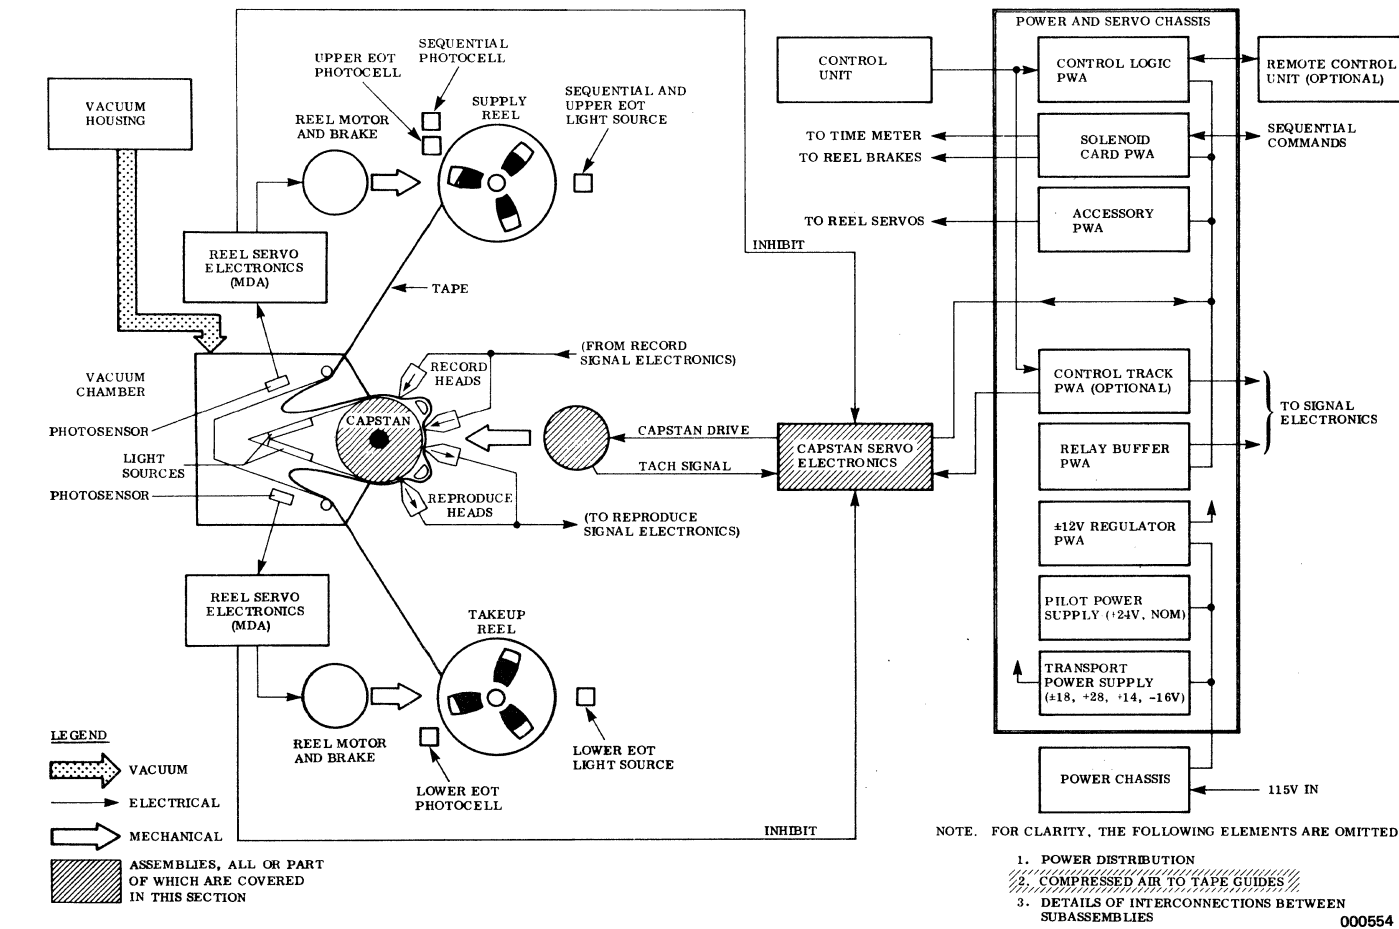 POWER AND SERVO CHASSIS
SEQUENTIAL
PHOTOCELL
UPPER EOT
PHOTOCELL
VACUUM
HOUSING
REEL MOTOR
AND BRAKE
SUPPLY
REEL
SEQUENTIAL AND
UPPER EOT
LIGHT SOURCE
CONTROL
UNIT
CONTROL LOGIC
PWA
REMOTE CONTROL
UNIT (OPTIONAL)
TO TIME METER
TO REEL BRAKES
SOLENOID
CARD PWA
SEQUENTIAL
COMMANDS
TO REEL SERVOS
ACCESSORY
PWA
REEL SERVO
ELECTRONICS
(MDA)
INHIBIT
TAPE
VACUUM
CHAMBER
PHOTOSENSOR
LIGHT
SOURCES
PHOTOSENSOR
RECORD
HEADS
(FROM RECORD
SIGNAL ELECTRONICS)
CAPSTAN
REPRODUCE
HEADS
(TO REPRODUCE
SIGNAL ELECTRONICS)
CAPSTAN DRIVE
TACH SIGNAL
CAPSTAN SERVO
ELECTRONICS
CONTROL TRACK
PWA (OPTIONAL)
TO SIGNAL
ELECTRONICS
RELAY BUFFER
PWA
±12V REGULATOR
PWA
PILOT POWER
SUPPLY (+24V, NOM)
TRANSPORT
POWER SUPPLY
(±18, +28, +14, -16V)
POWER CHASSIS
115V IN
REEL SERVO
ELECTRONICS
(MDA)
TAKEUP
REEL
REEL MOTOR
AND BRAKE
LOWER EOT
LIGHT SOURCE
LOWER EOT
PHOTOCELL
INHIBIT
LEGEND
VACUUM
ELECTRICAL
MECHANICAL
ASSEMBLIES, ALL OR PART
OF WHICH ARE COVERED
IN THIS SECTION
NOTE. FOR CLARITY, THE FOLLOWING ELEMENTS ARE OMITTED
1. POWER DISTRIBUTION
2. COMPRESSED AIR TO TAPE GUIDES
3. DETAILS OF INTERCONNECTIONS BETWEEN
SUBASSEMBLIES
000554